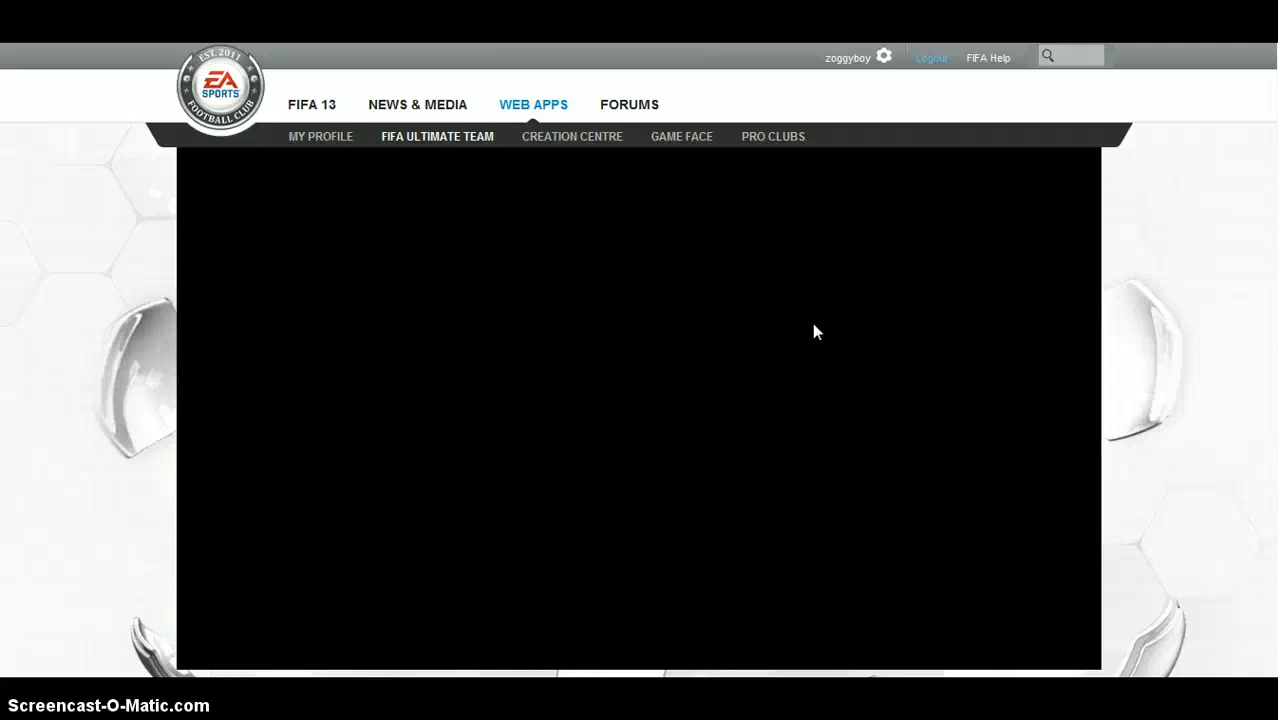 EST. 2011
EA
SPORTS
FOOTBALL CLUB
zoggyboy Logout FIFA Help
FIFA 13 NEWS & MEDIA WEB APPS FORUMS
MY PROFILE FIFA ULTIMATE TEAM CREATION CENTRE GAME FACE PRO CLUBS
Screencast-O-Matic.com